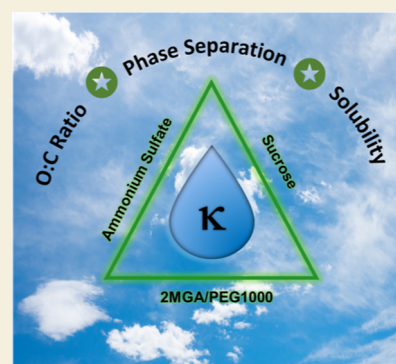 O:C Ratio
Phase Separation
Solubility
Ammonium Sulfate
Sucrose
κ
2MGA/PEG1000